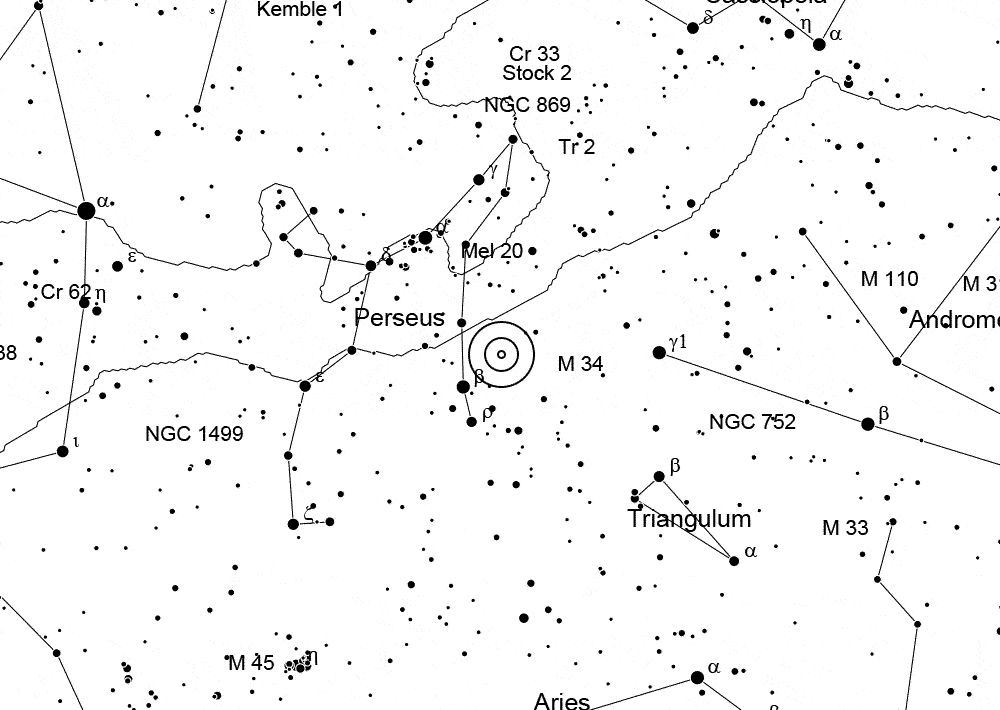 Kemble 1
Cassiopeia
δ
η
α
Cr 33
Stock 2
NGC 869
Tr 2
γ
α
α
δ
Mel 20
ε
Cr 62
η
M 110
M 31
Perseus
Androme
38
M 34
γ1
ε
β
ρ
β
NGC 752
NGC 1499
ι
β
ζ
Triangulum
M 33
α
M 45
η
α
Aries